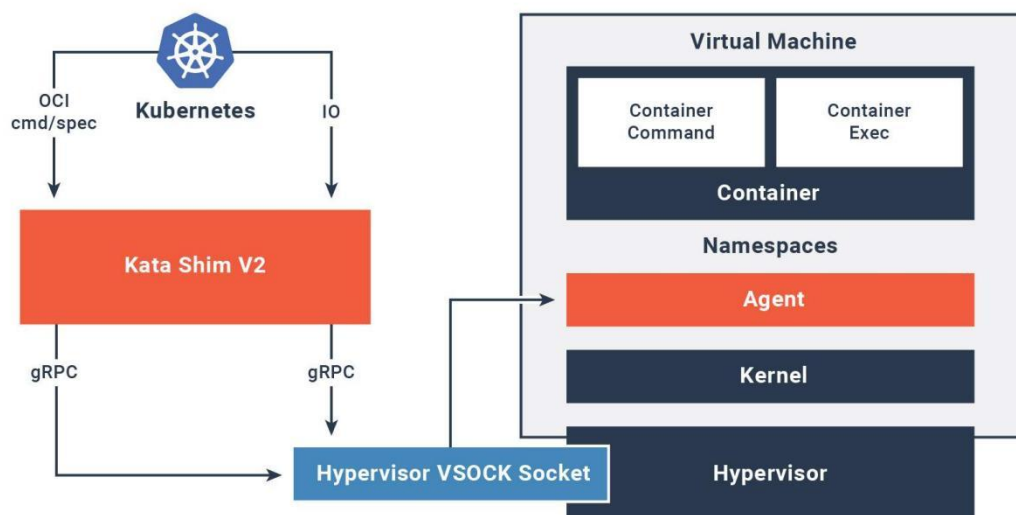 OCI
cmd/spec
Kubernetes
IO
Kata Shim V2
gRPC
gRPC
Hypervisor VSOCK Socket
Virtual Machine
Container
Command
Container
Exec
Container
Namespaces
Agent
Kernel
Hypervisor